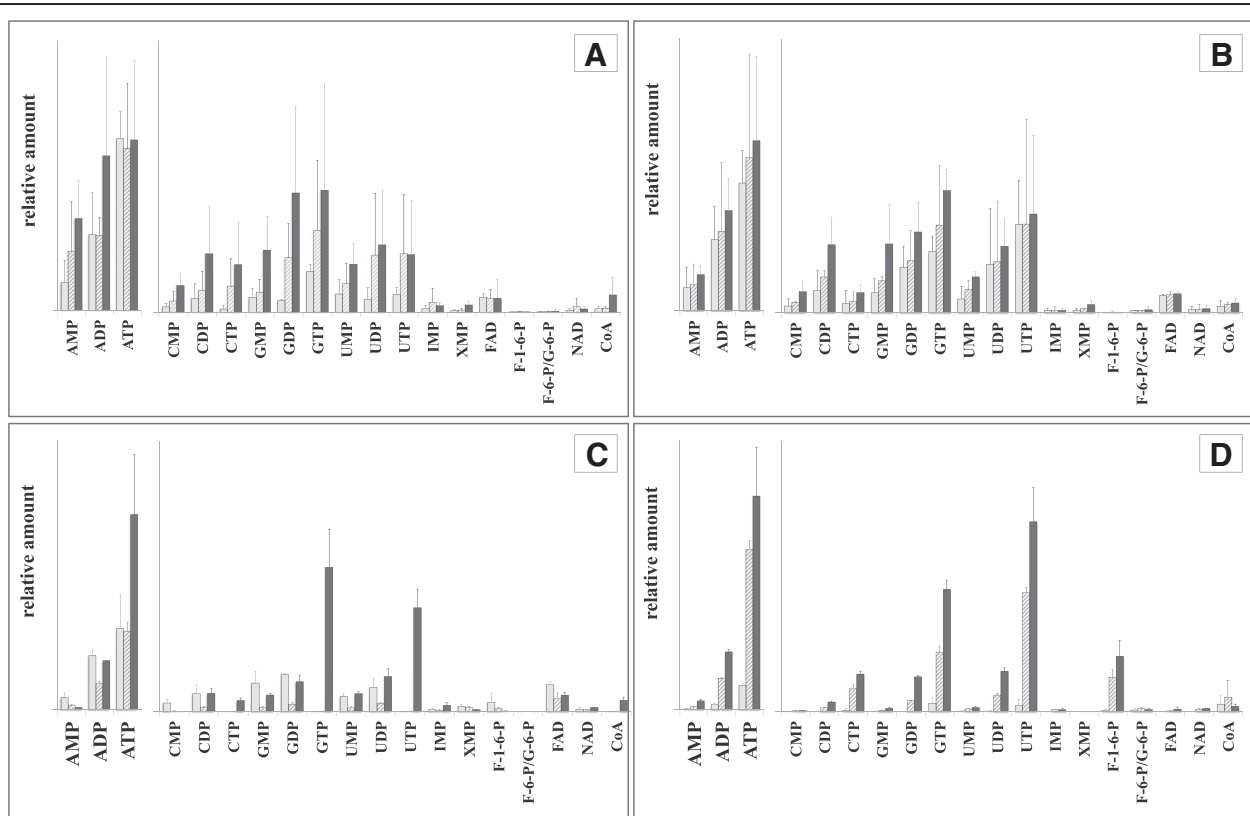 A
relative amount
AMP ADP ATP CMP CDP CTP GMP GDP GTP UMP UDP UTP IMP XMP FAD F-1-6-P F-6-P/G-6-P NAD CoA
B
relative amount
AMP ADP ATP CMP CDP CTP GMP GDP GTP UMP UDP UTP IMP XMP F-1-6-P F-6-P/G-6-P FAD NAD CoA
C
relative amount
AMP ADP ATP CMP CDP CTP GMP GDP GTP UMP UDP UTP IMP XMP F-1-6-P F-6-P/G-6-P FAD NAD CoA
D
relative amount
AMP ADP ATP CMP CDP CTP GMP GDP GTP UMP UDP UTP IMP XMP F-1-6-P F-6-P/G-6-P FAD NAD CoA